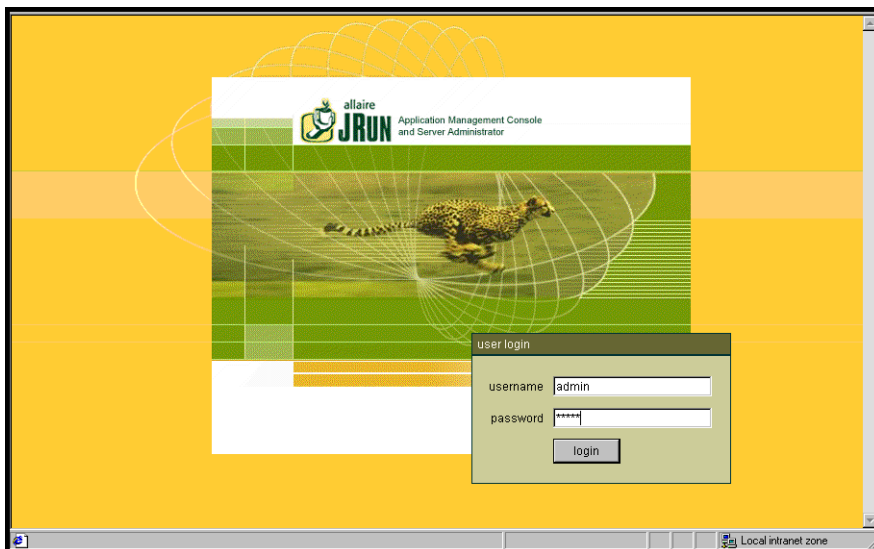 allaire
JRUN
Application Management Console
and Server Administrator
user login
username admin
password *****
login
Local intranet zone